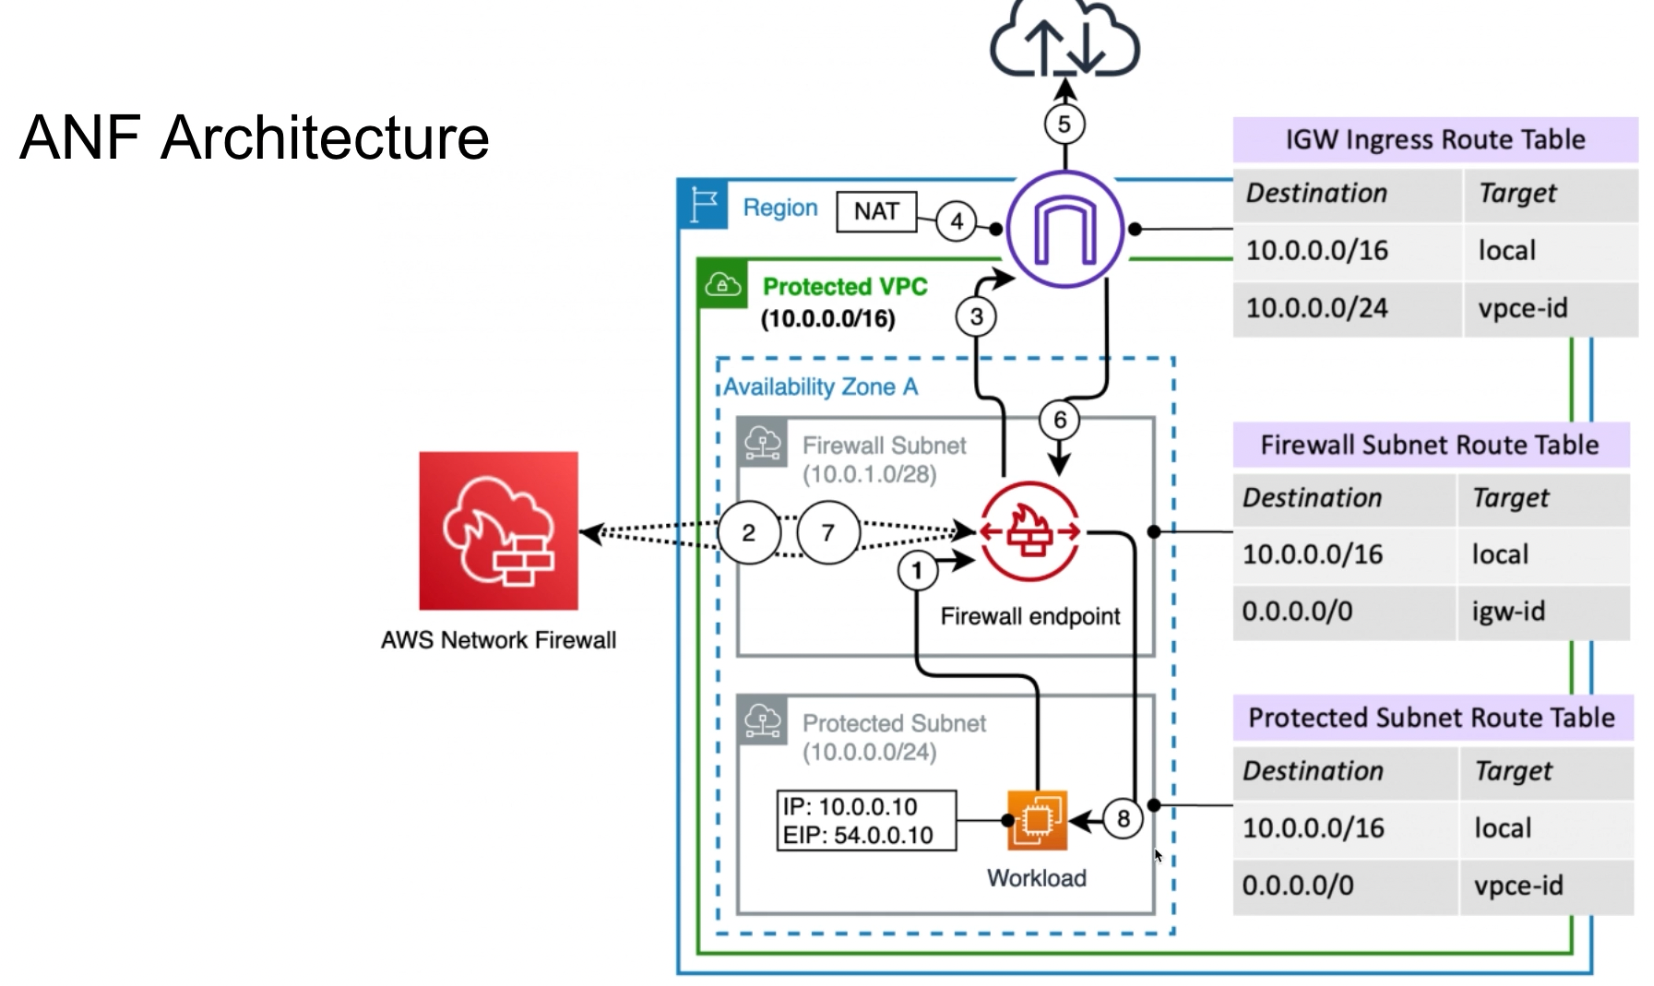 ANF Architecture
5
Region
NAT
4
Protected VPC
(10.0.0.0/16)
3
Availability Zone A
6
Firewall Subnet
(10.0.1.0/28)
2
7
1
Firewall endpoint
AWS Network Firewall
Protected Subnet
(10.0.0.0/24)
IP: 10.0.0.10
EIP: 54.0.0.10
8
Workload
IGW Ingress Route Table
Destination Target
10.0.0.0/16 local
10.0.0.0/24 vpce-id
Firewall Subnet Route Table
Destination Target
10.0.0.0/16 local
0.0.0.0/0 igw-id
Protected Subnet Route Table
Destination Target
10.0.0.0/16 local
0.0.0.0/0 vpce-id